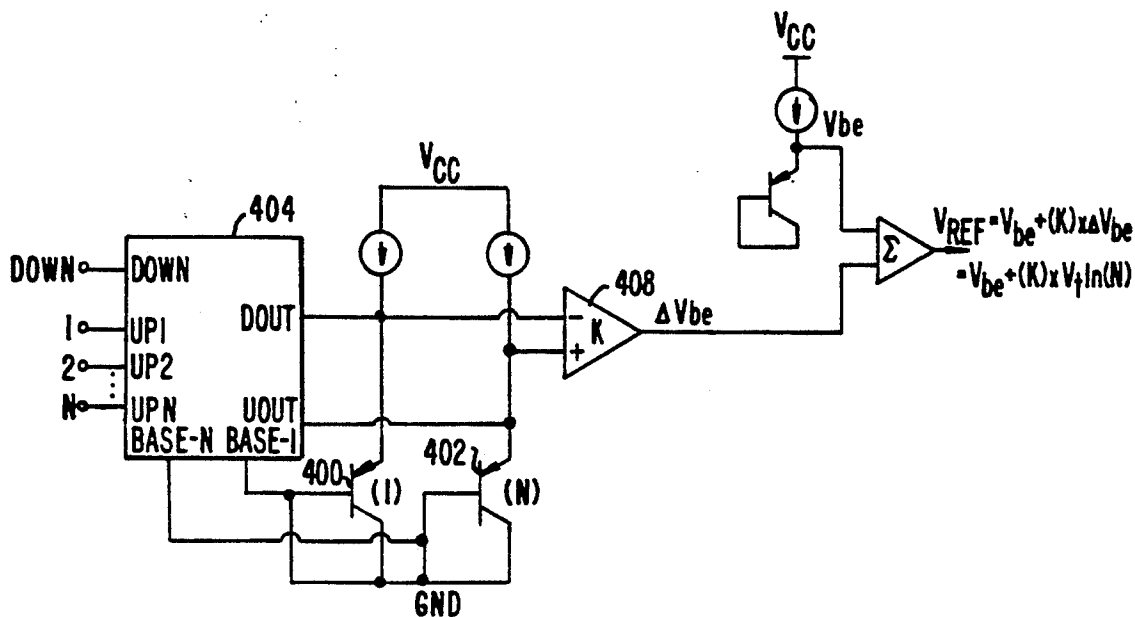 VCC
Vbe
VCC
404
DOWN DOWN
408
VREF=Vbe+(K)xΔVbe
=Vbe+(K)xVtln(N)
Σ
1 UP1
DOUT
- K +
ΔVbe
2 UP2
N UPN
UOUT
BASE-N BASE-1
400 (1)
402 (N)
GND